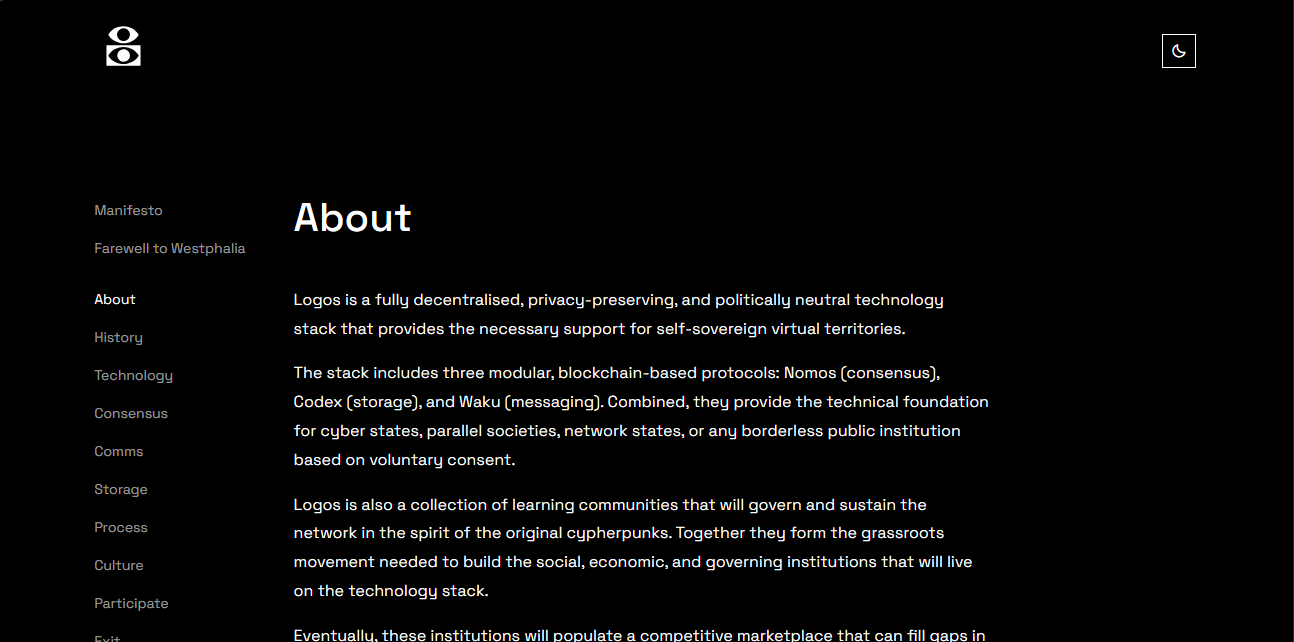 Manifesto
Farewell to Westphalia
About
History
Technology
Consensus
Comms
Storage
Process
Culture
Participate
Exit
About
Logos is a fully decentralised, privacy-preserving, and politically neutral technology
stack that provides the necessary support for self-sovereign virtual territories.
The stack includes three modular, blockchain-based protocols: Nomos (consensus),
Codex (storage), and Waku (messaging). Combined, they provide the technical foundation
for cyber states, parallel societies, network states, or any borderless public institution
based on voluntary consent.
Logos is also a collection of learning communities that will govern and sustain the
network in the spirit of the original cypherpunks. Together they form the grassroots
movement needed to build the social, economic, and governing institutions that will live
on the technology stack.
Eventually, these institutions will populate a competitive marketplace that can fill gaps in